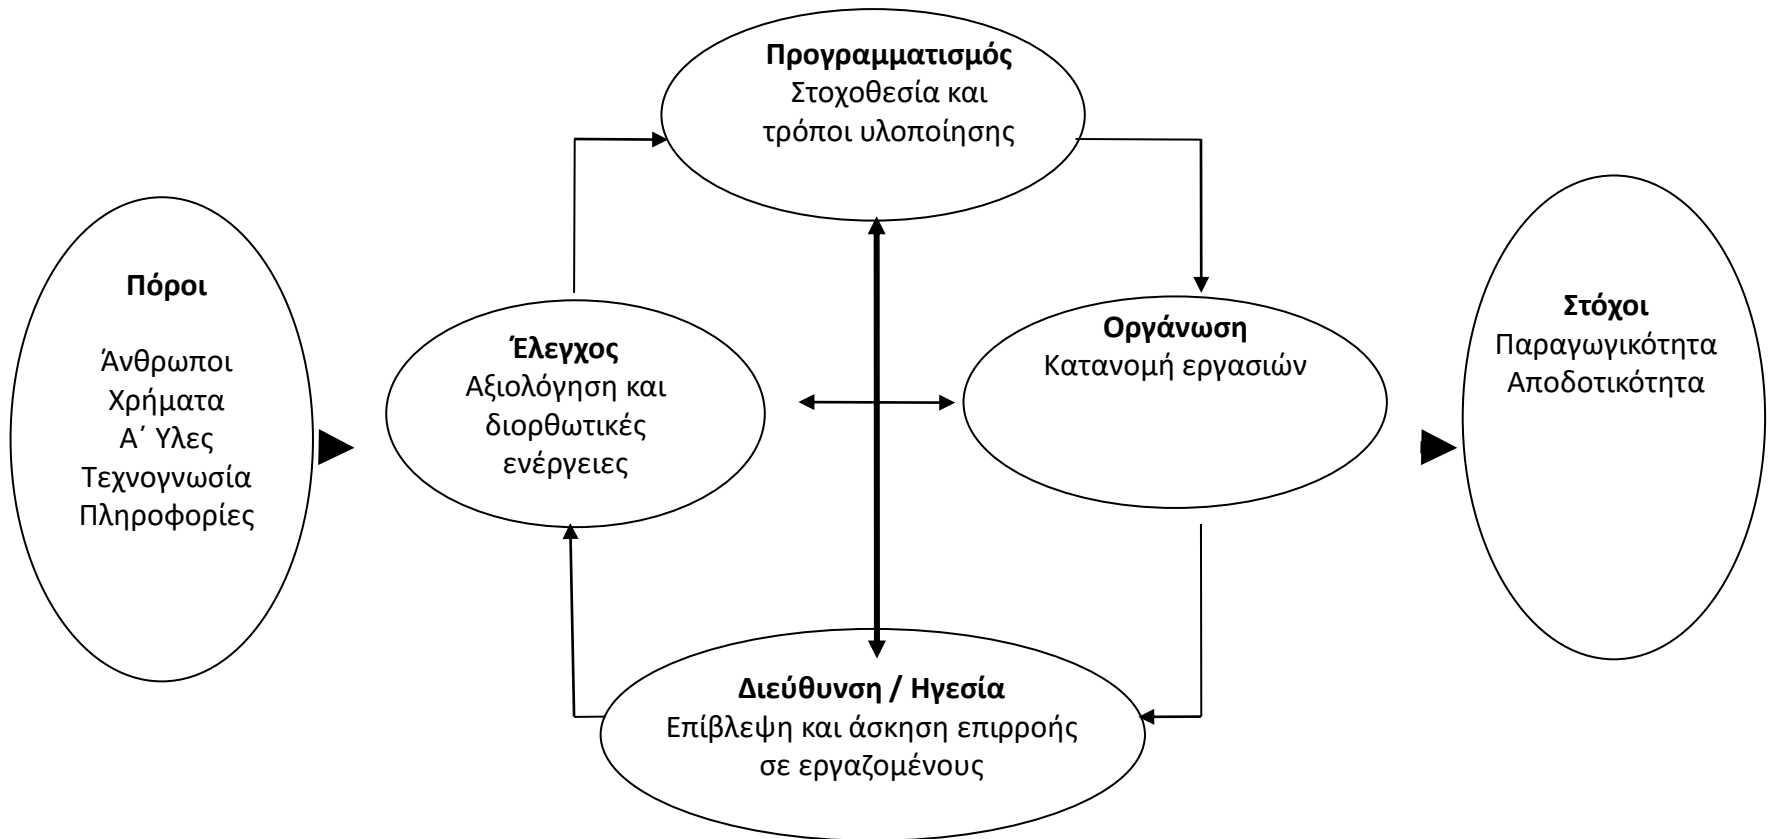 Προγραμματισμός
Στοχοθεσία και
τρόποι υλοποίησης
Πόροι
Άνθρωποι
Χρήματα
Α΄ Υλες
Τεχνογνωσία
Πληροφορίες
Έλεγχος
Αξιολόγηση και
διορθωτικές
ενέργειες
Οργάνωση
Κατανομή εργασιών
Στόχοι
Παραγωγικότητα
Αποδοτικότητα
Διεύθυνση / Ηγεσία
Επίβλεψη και άσκηση επιρροής
σε εργαζομένους